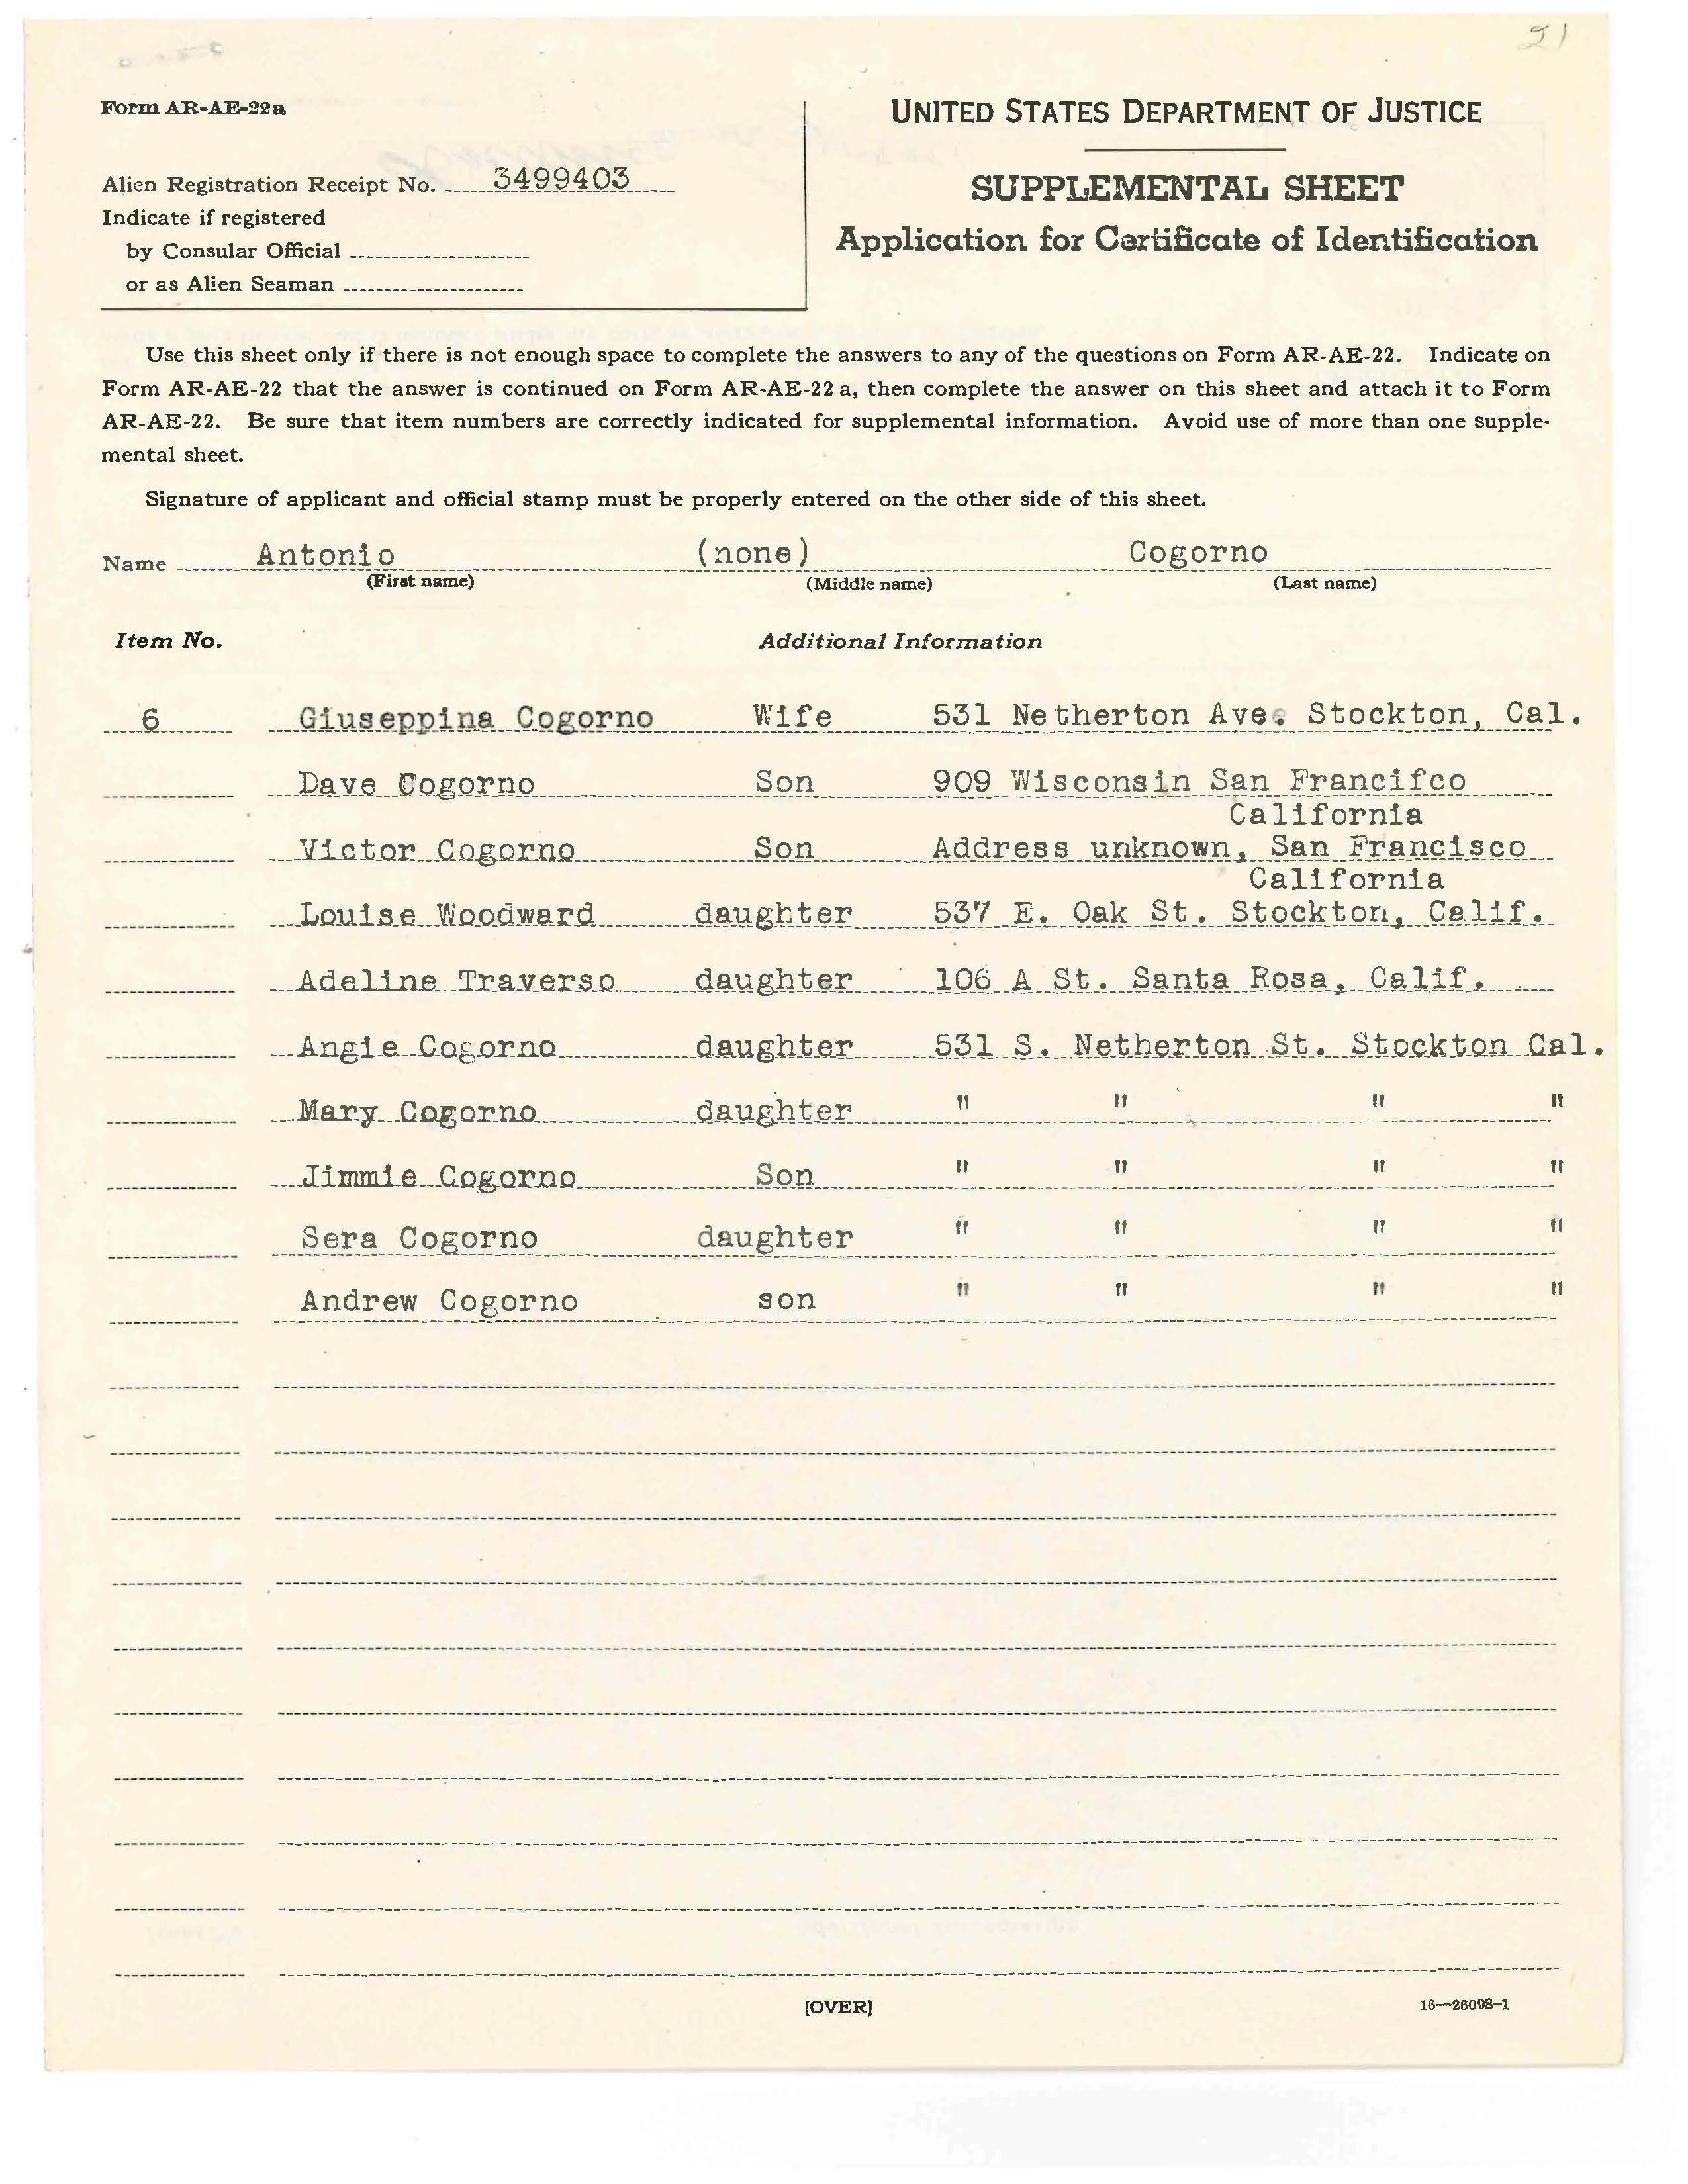 21
Form AR-AE-22a
UNITED STATES DEPARTMENT OF JUSTICE
Alien Registration Receipt No. 3499403
SUPPLEMENTAL SHEET
Indicate if registered
by Consular Official
Application for Certificate of Identification
or as Alien Seaman
Use this sheet only if there is not enough space to complete the answers to any of the questions on Form AR-AE-22. Indicate on
Form AR-AE-22 that the answer is continued on Form AR-AE-22 a, then complete the answer on this sheet and attach it to Form
AR-AE-22. Be sure that item numbers are correctly indicated for supplemental information. Avoid use of more than one supple-
mental sheet.
Signature of applicant and official stamp must be properly entered on the other side of this sheet.
Name Antonio (none) Cogorno
(First name) (Middle name) (Last name)
Item No. Additional Information
6 Giuseppina Cogorno Wife 531 Netherton Ave. Stockton, Cal.
Dave Cogorno Son 909 Wisconsin San Francifco
California
Victor Cogorno Son Address unknown, San Francisco
California
Louise Woodward daughter 537 E. Oak St. Stockton, Calif.
Adeline Traverso daughter 106 A St. Santa Rosa, Calif.
Angie Cogorno daughter 531 S. Netherton St. Stockton Cal.
Mary Cogorno daughter " " " "
Jimmie Cogorno Son " " " "
Sera Cogorno daughter " " " "
Andrew Cogorno son " " " "
[OVER]
16—26098-1